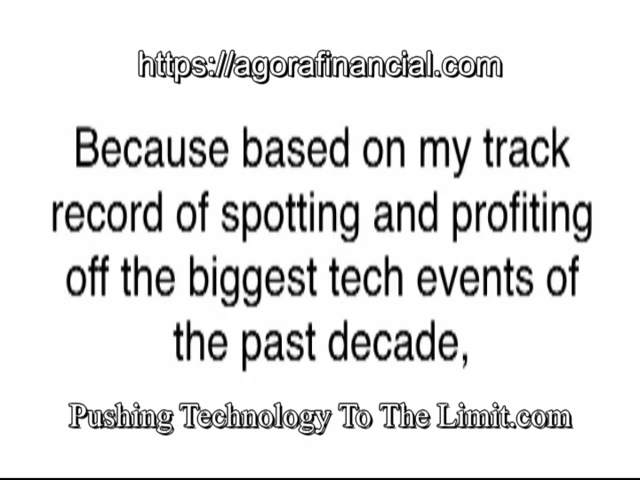 https://agorafinancial.com
Because based on my track
record of spotting and profiting
off the biggest tech events of
the past decade,
Pushing Technology To The Limit.com